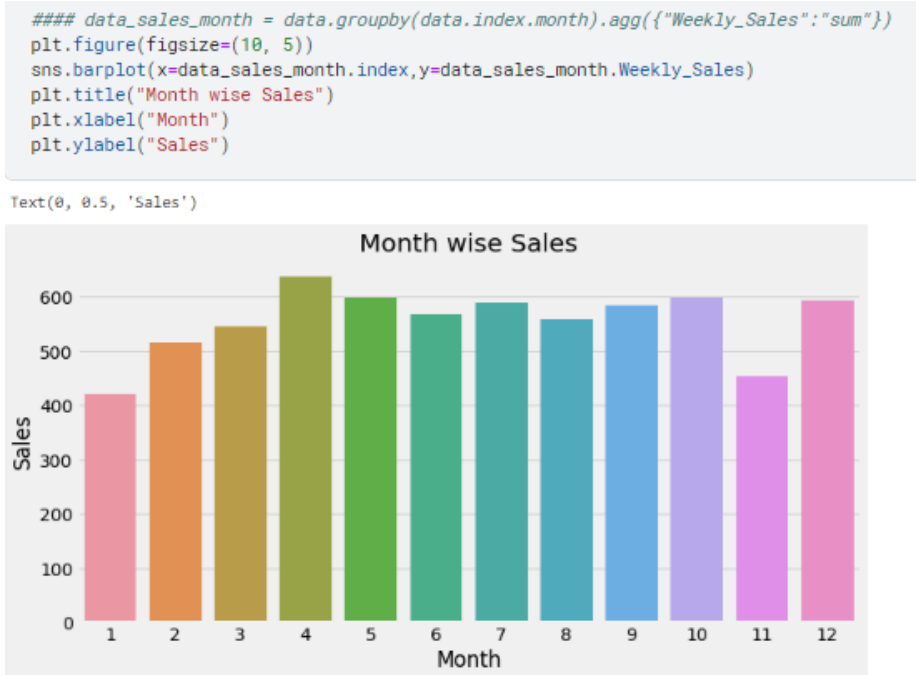 #### data_sales_month = data.groupby(data.index.month).agg({"Weekly_Sales":"sum"})
plt.figure(figsize=(10, 5))
sns.barplot(x=data_sales_month.index,y=data_sales_month.Weekly_Sales)
plt.title("Month wise Sales")
plt.xlabel("Month")
plt.ylabel("Sales")
Text(0, 0.5, 'Sales')
Month wise Sales
600
500
400
300
200
100
0
Sales
1 2 3 4 5 6 7 8 9 10 11 12
Month